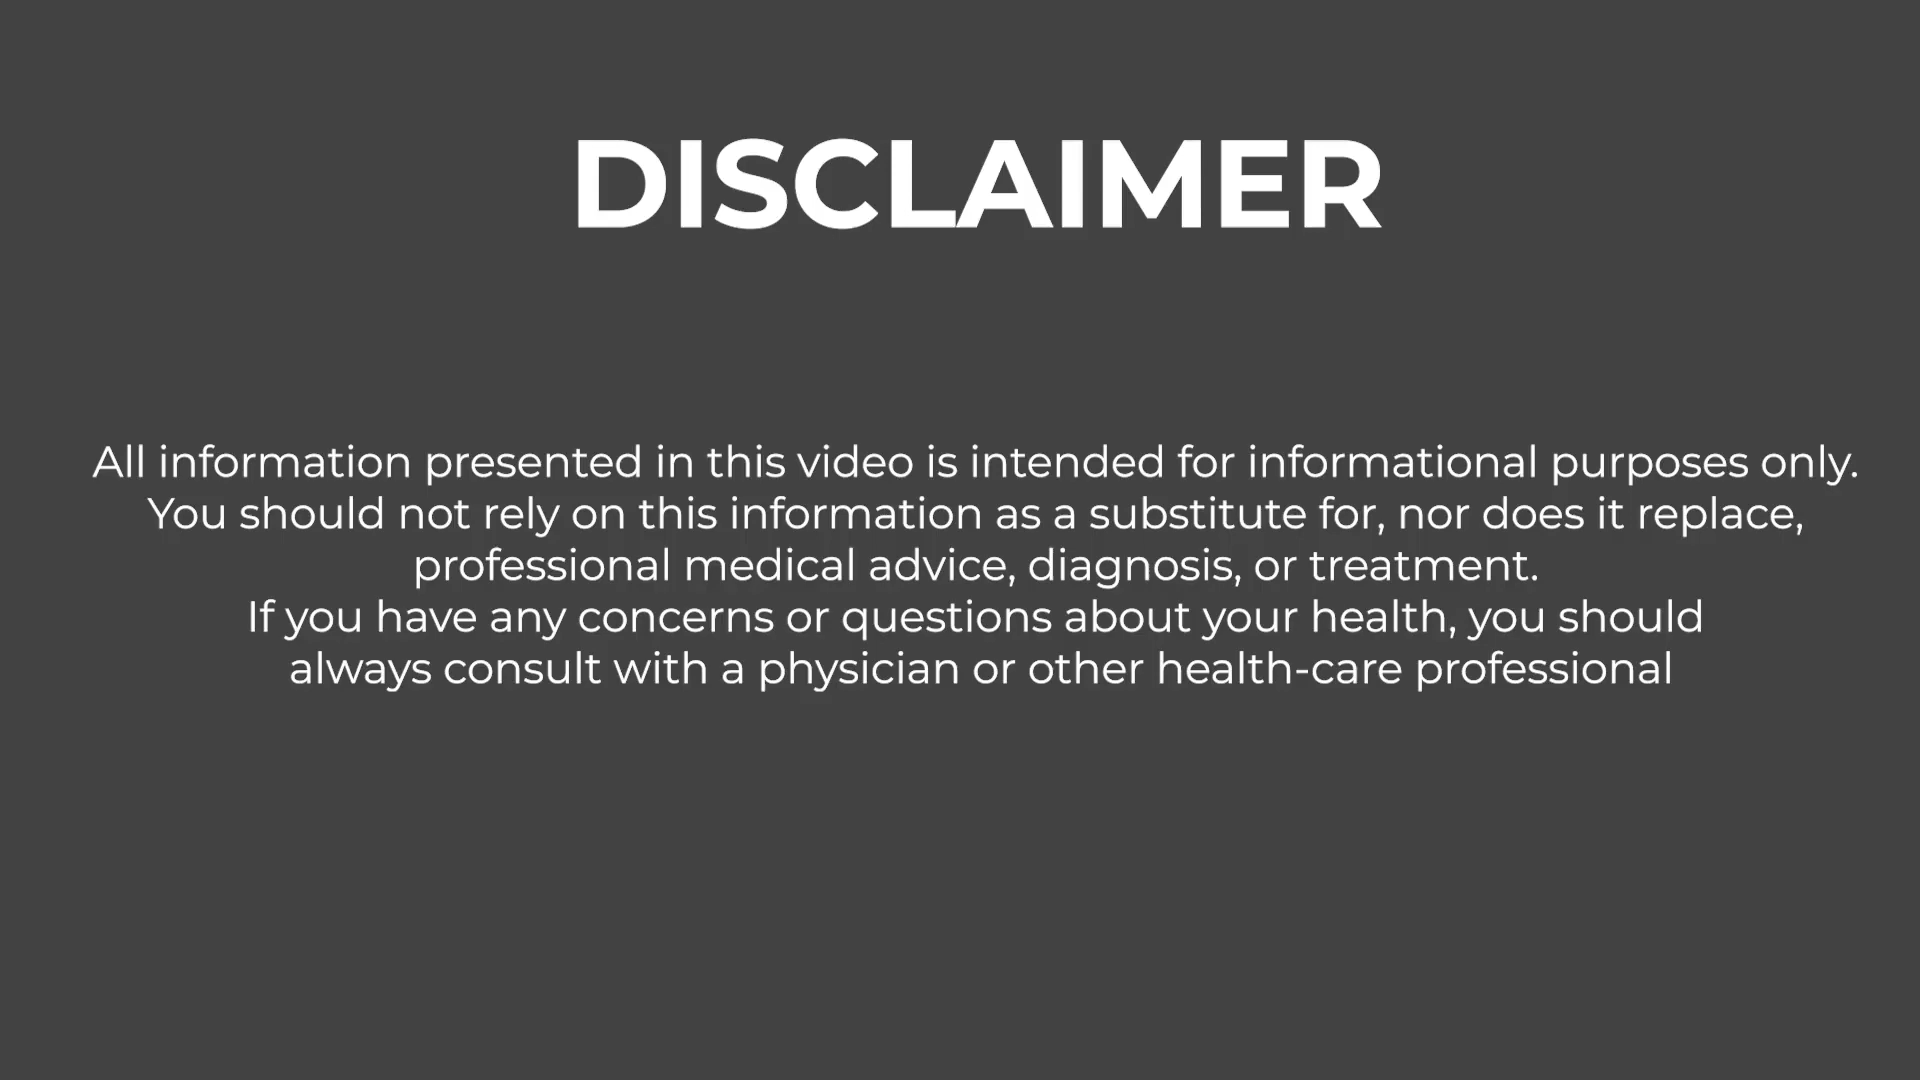 DISCLAIMER
All information presented in this video is intended for informational purposes only.
You should not rely on this information as a substitute for, nor does it replace,
professional medical advice, diagnosis, or treatment.
If you have any concerns or questions about your health, you should
always consult with a physician or other health-care professional